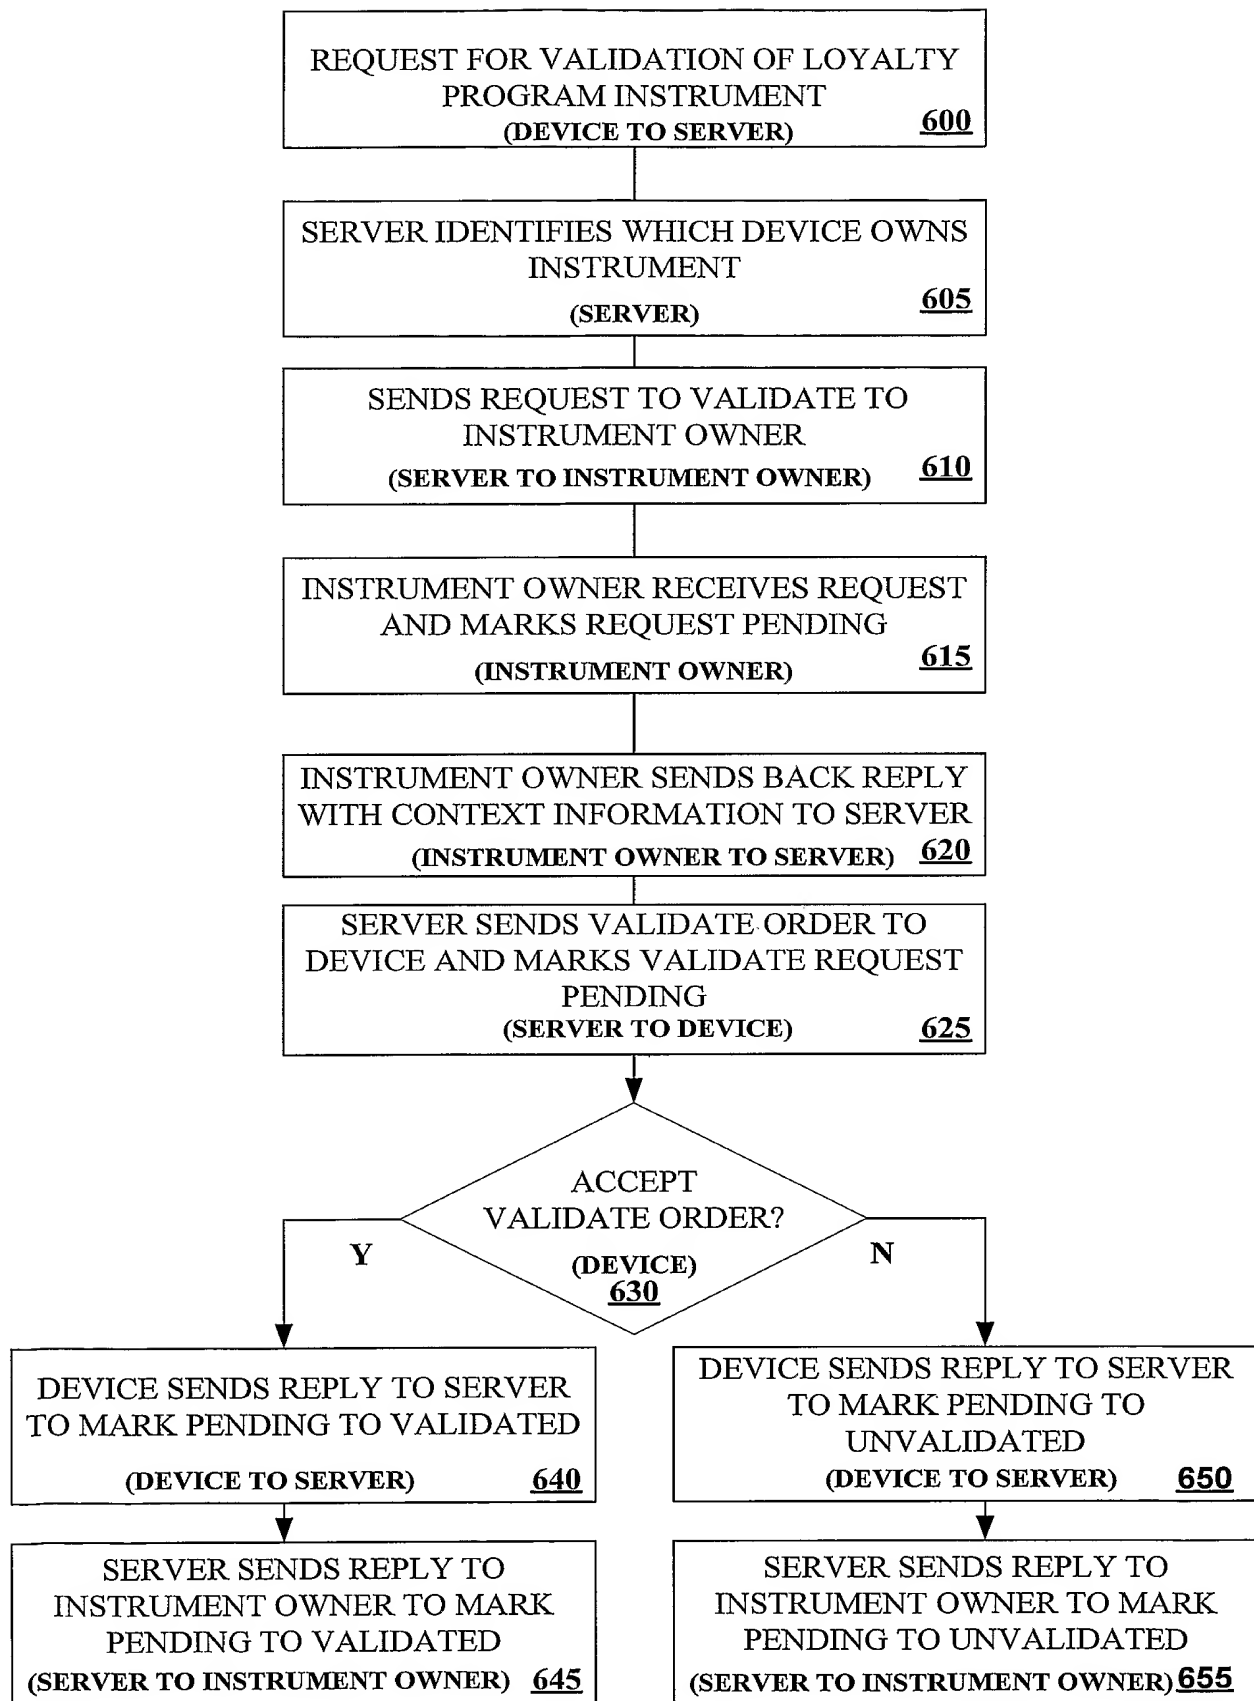 REQUEST FOR VALIDATION OF LOYALTY
PROGRAM INSTRUMENT
(DEVICE TO SERVER)
600
SERVER IDENTIFIES WHICH DEVICE OWNS
INSTRUMENT
(SERVER)
605
SENDS REQUEST TO VALIDATE TO
INSTRUMENT OWNER
(SERVER TO INSTRUMENT OWNER)
610
INSTRUMENT OWNER RECEIVES REQUEST
AND MARKS REQUEST PENDING
(INSTRUMENT OWNER)
615
INSTRUMENT OWNER SENDS BACK REPLY
WITH CONTEXT INFORMATION TO SERVER
(INSTRUMENT OWNER TO SERVER)
620
SERVER SENDS VALIDATE ORDER TO
DEVICE AND MARKS VALIDATE REQUEST
PENDING
(SERVER TO DEVICE)
625
ACCEPT
VALIDATE ORDER?
(DEVICE)
630
Y
N
DEVICE SENDS REPLY TO SERVER
TO MARK PENDING TO VALIDATED
(DEVICE TO SERVER)
640
DEVICE SENDS REPLY TO SERVER
TO MARK PENDING TO
UNVALIDATED
(DEVICE TO SERVER)
650
SERVER SENDS REPLY TO
INSTRUMENT OWNER TO MARK
PENDING TO VALIDATED
(SERVER TO INSTRUMENT OWNER)
645
SERVER SENDS REPLY TO
INSTRUMENT OWNER TO MARK
PENDING TO UNVALIDATED
(SERVER TO INSTRUMENT OWNER)
655